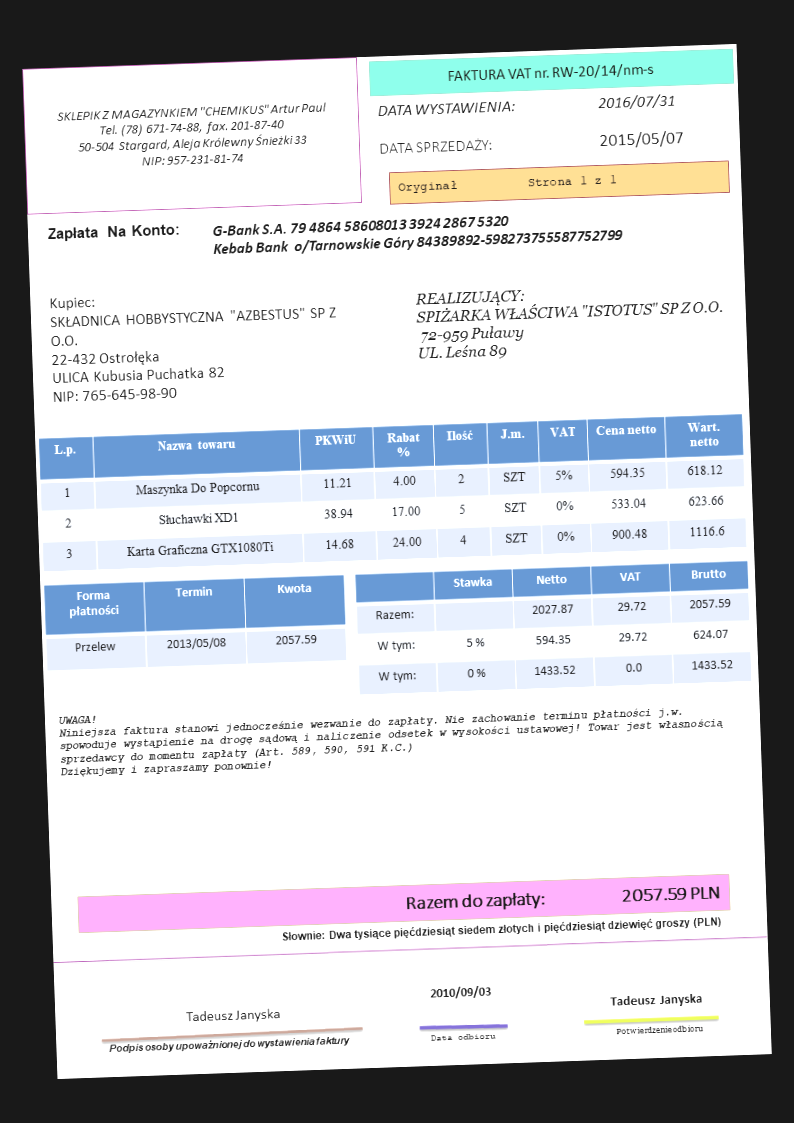 SKLEPIK Z MAGAZYNKIEM "CHEMIKUS" Artur Paul
Tel. (78) 671-74-88, fax. 201-87-40
50-504 Stargard, Aleja Królewny Śnieżki 33
NIP: 957-231-81-74
FAKTURA VAT nr. RW-20/14/nm-s
DATA WYSTAWIENIA: 2016/07/31
DATA SPRZEDAŻY: 2015/05/07
Oryginał Strona 1 z 1
Zapłata Na Konto: G-Bank S.A. 79 4864 58608013 3924 2867 5320
Kebab Bank o/Tarnowskie Góry 84389892-598273755587752799
Kupiec:
SKŁADNICA HOBBYSTYCZNA "AZBESTUS" SP Z
O.O.
22-432 Ostrołęka
ULICA Kubusia Puchatka 82
NIP: 765-645-98-90
REALIZUJĄCY:
SPIŻARKA WŁAŚCIWA "ISTOTUS" SP Z O.O.
72-959 Puławy
UL. Leśna 89
L.p. Nazwa towaru PKWiU Rabat % Ilość J.m. VAT Cena netto Wart. netto
1 Maszynka Do Popcornu 11.21 4.00 2 SZT 5% 594.35 618.12
2 Słuchawki XD1 38.94 17.00 5 SZT 0% 533.04 623.66
3 Karta Graficzna GTX1080Ti 14.68 24.00 4 SZT 0% 900.48 1116.6
Forma płatności Termin Kwota
Przelew 2013/05/08 2057.59
Stawka Netto VAT Brutto
Razem: 2027.87 29.72 2057.59
W tym: 5 % 594.35 29.72 624.07
W tym: 0 % 1433.52 0.0 1433.52
UWAGA!
Niniejsza faktura stanowi jednocześnie wezwanie do zapłaty. Nie zachowanie terminu płatności j.w.
spowoduje wystąpienie na drogę sądową i naliczenie odsetek w wysokości ustawowej! Towar jest własnością
sprzedawcy do momentu zapłaty (Art. 589, 590, 591 K.C.)
Dziękujemy i zapraszamy ponownie!
Razem do zapłaty: 2057.59 PLN
Słownie: Dwa tysiące pięćdziesiąt siedem złotych i pięćdziesiąt dziewięć groszy (PLN)
Tadeusz Janyska
Podpis osoby upoważnionej do wystawienia faktury
2010/09/03
Data odbioru
Tadeusz Janyska
Potwierdzenie odbioru